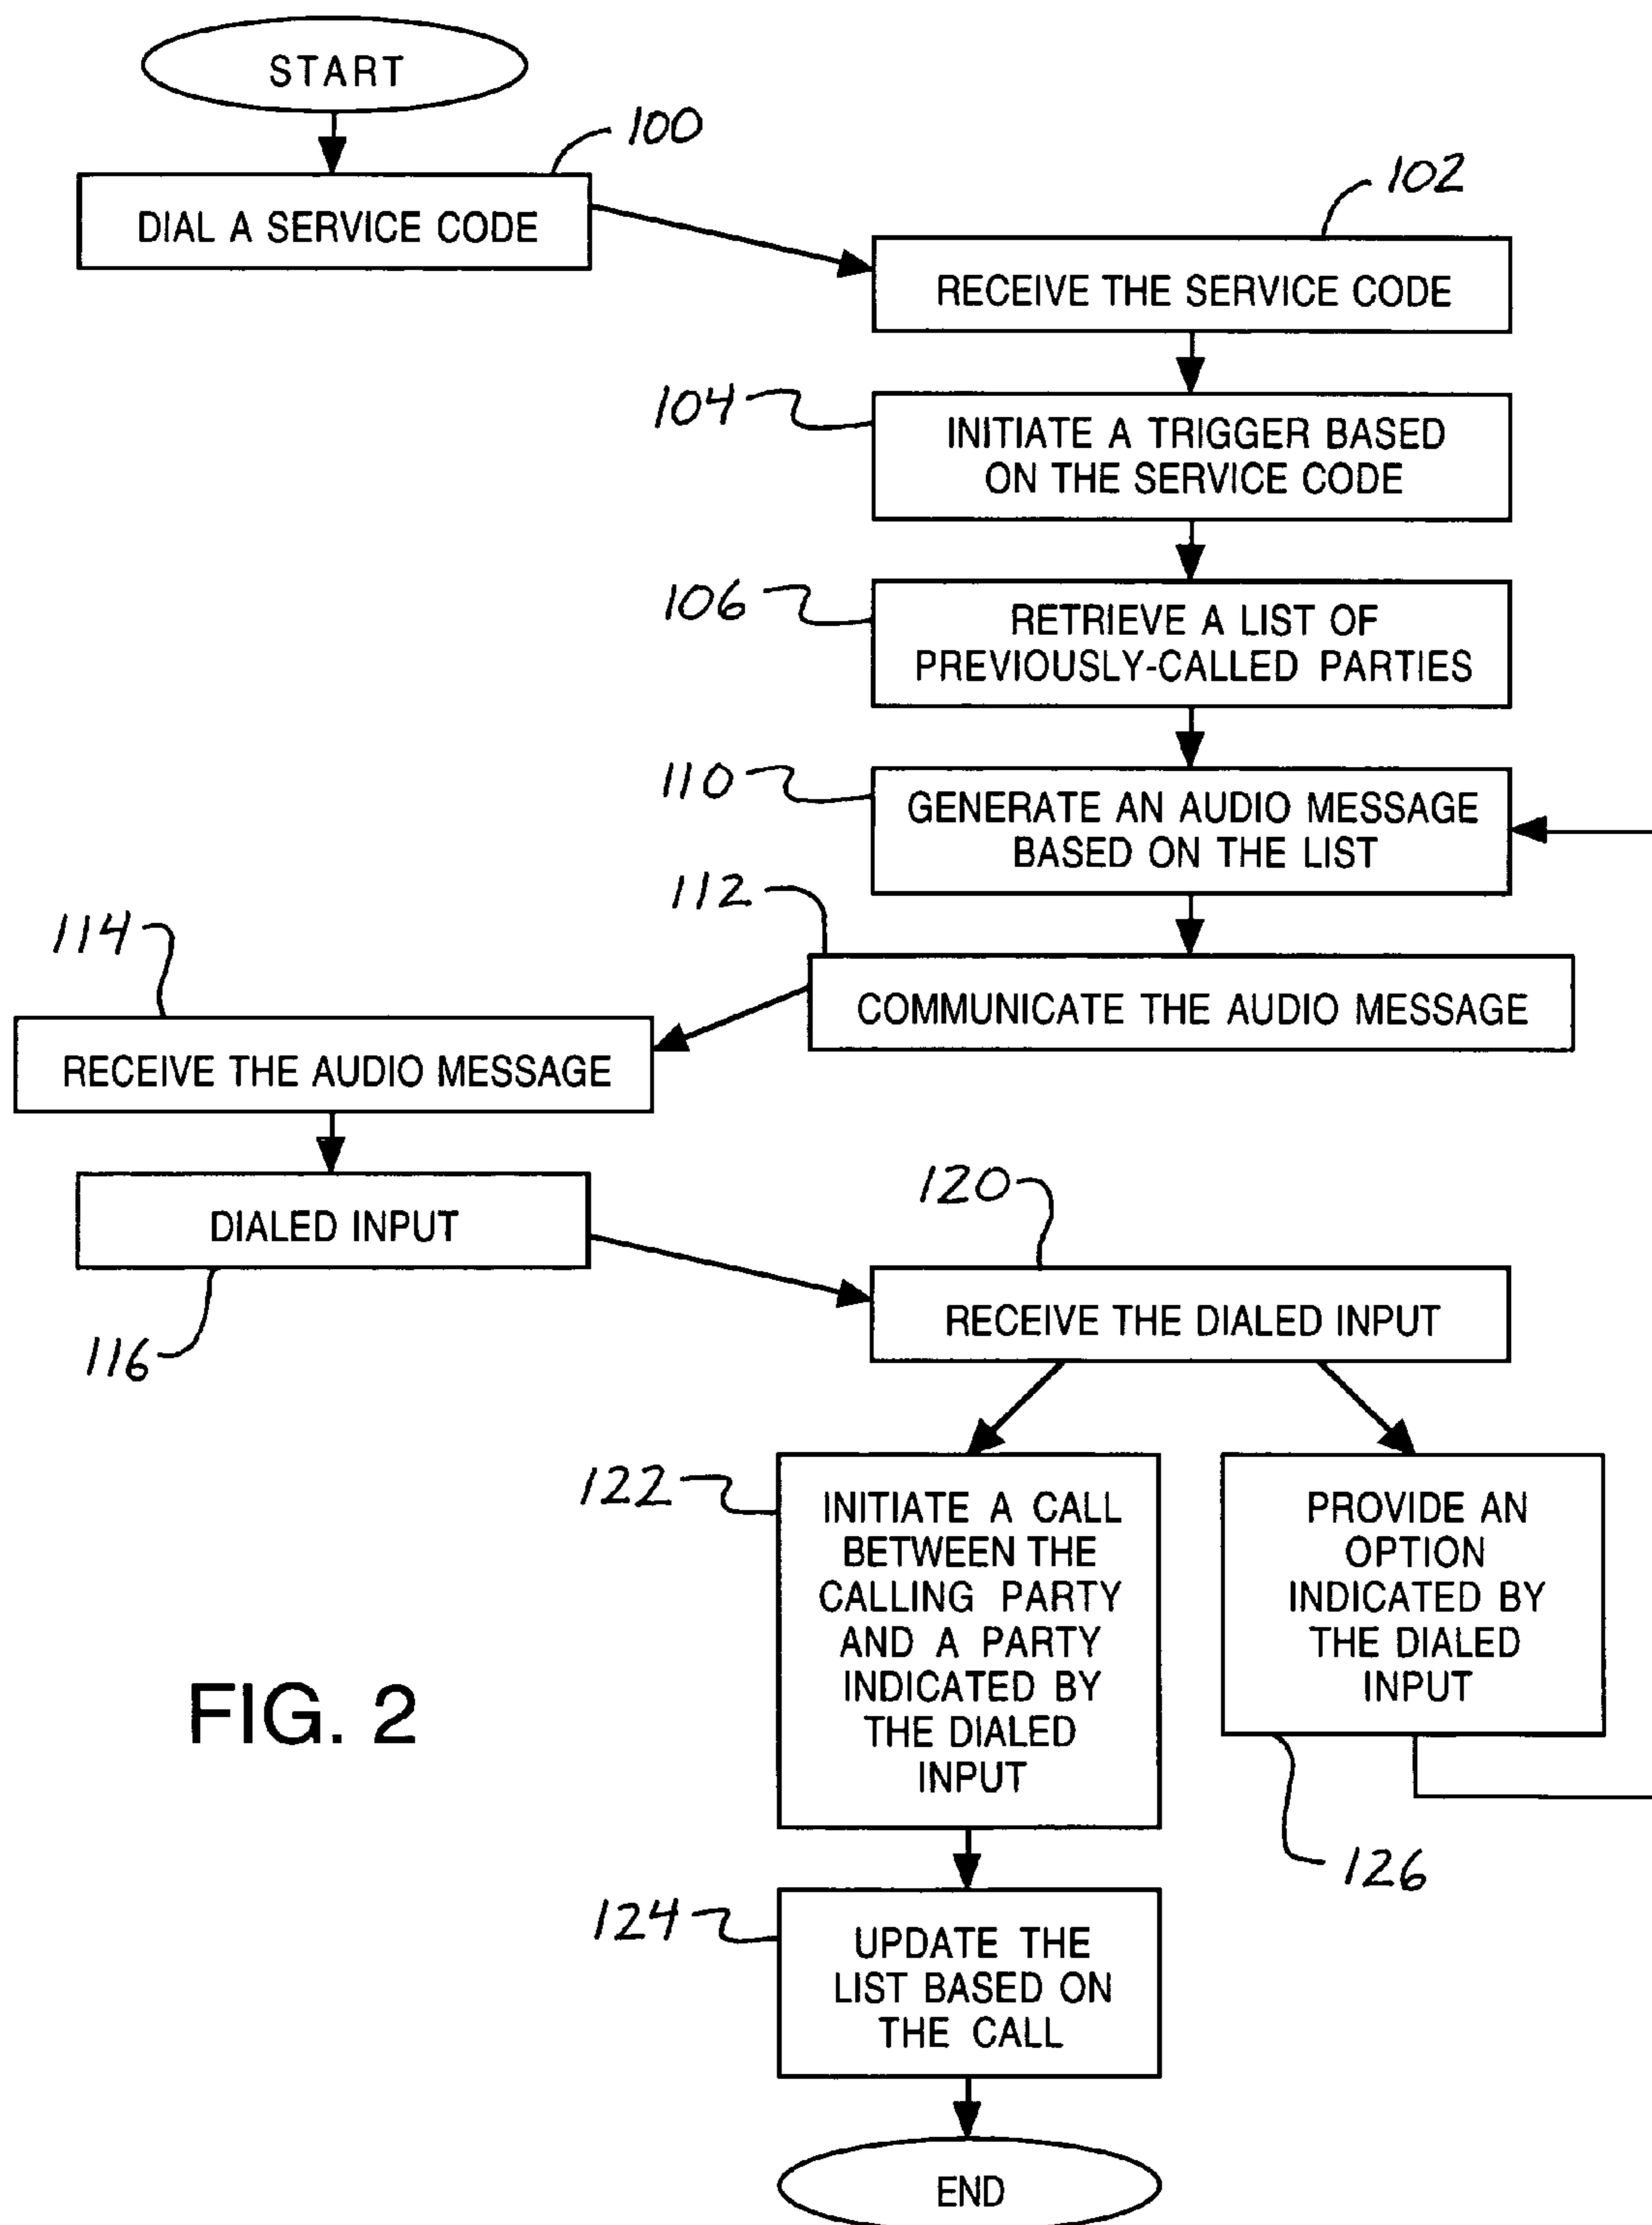 START
100
DIAL A SERVICE CODE
102
RECEIVE THE SERVICE CODE
104
INITIATE A TRIGGER BASED
ON THE SERVICE CODE
106
RETRIEVE A LIST OF
PREVIOUSLY-CALLED PARTIES
110
GENERATE AN AUDIO MESSAGE
BASED ON THE LIST
112
COMMUNICATE THE AUDIO MESSAGE
114
RECEIVE THE AUDIO MESSAGE
DIALED INPUT
116
120
RECEIVE THE DIALED INPUT
122
INITIATE A CALL
BETWEEN THE
CALLING PARTY
AND A PARTY
INDICATED BY
THE DIALED
INPUT
PROVIDE AN
OPTION
INDICATED BY
THE DIALED
INPUT
126
FIG. 2
124
UPDATE THE
LIST BASED ON
THE CALL
END